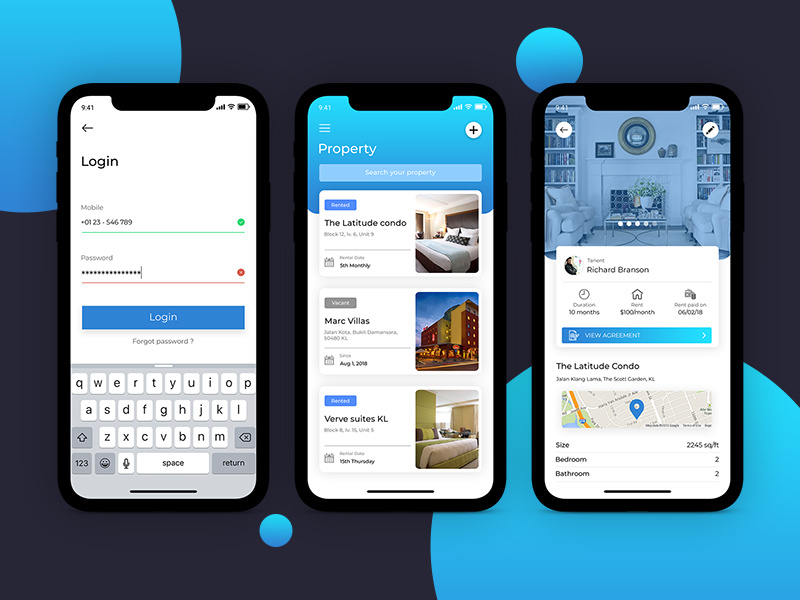 9:41
Login
Mobile
+01 23 - 546 789
Password
***************
Login
Forgot password ?
q w e r t y u i o p
a s d f g h j k l
z x c v b n m
123
space
return
9:41
Property
Search your property
Rented
The Latitude condo
Block 12, lv. 6, Unit 9
Rental Date
5th Monthly
Vacant
Marc Villas
Jalan Kota, Bukit Damansara,
50480 KL
Since
Aug 1, 2018
Rented
Verve suites KL
Block 8, lv. 15, Unit 5
Rental Date
15th Thursday
9:41
Tenant
Richard Branson
Duration
10 months
Rent
$100/month
Rent paid on
06/02/18
VIEW AGREEMENT
The Latitude Condo
Jalan Klang Lama, The Scott Garden, KL
Size
2245 sq/ft
Bedroom
2
Bathroom
2